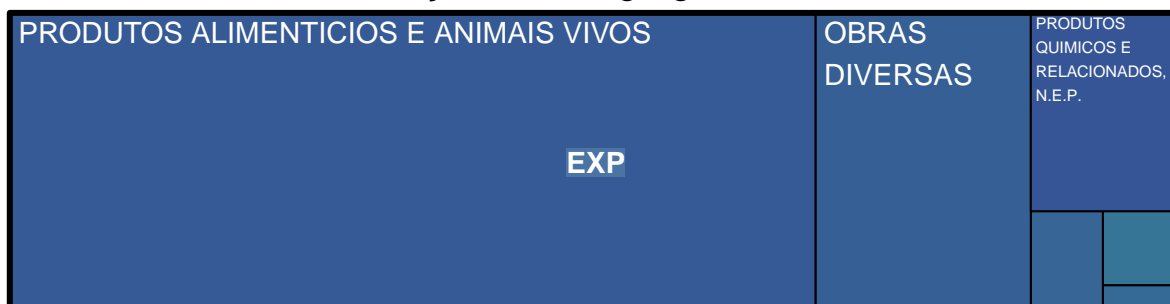 PRODUTOS ALIMENTICIOS E ANIMAIS VIVOS
OBRAS
DIVERSAS
PRODUTOS
QUIMICOS E
RELACIONADOS,
N.E.P.
EXP